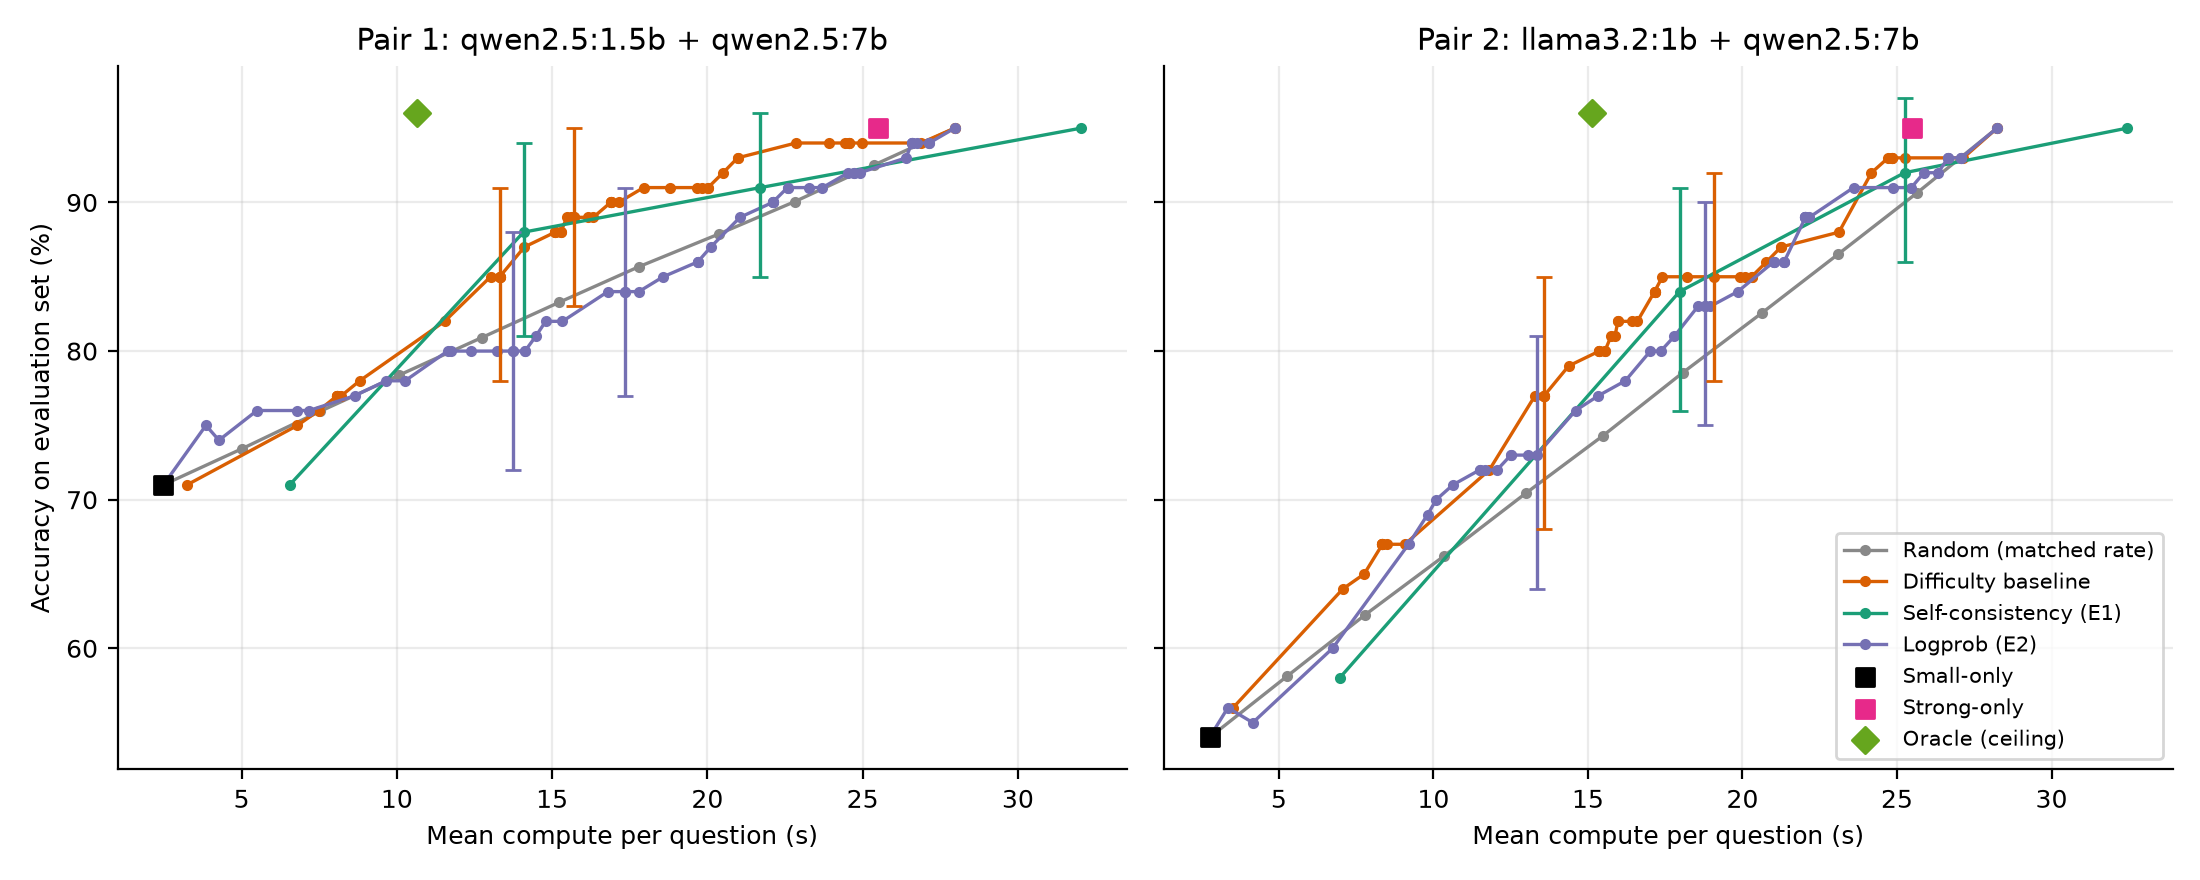 Pair 1: qwen2.5:1.5b + qwen2.5:7b
Pair 2: llama3.2:1b + qwen2.5:7b
Accuracy on evaluation set (%)
90
80
70
60
5
10
15
20
25
30
Mean compute per question (s)
5
10
15
20
25
30
Mean compute per question (s)
Random (matched rate)
Difficulty baseline
Self-consistency (E1)
Logprob (E2)
Small-only
Strong-only
Oracle (ceiling)